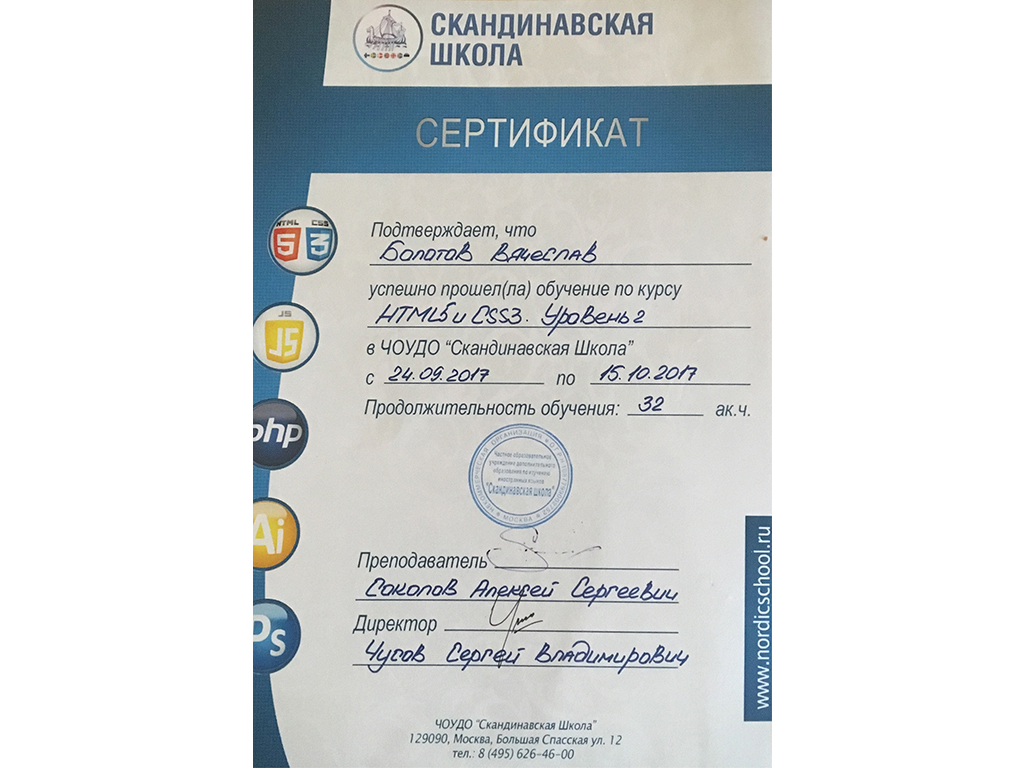 СКАНДИНАВСКАЯ
ШКОЛА
СЕРТИФИКАТ
HTML CSS
5 3
Подтверждает, что
Болотов Вячеслав
успешно прошел(ла) обучение по курсу
HTML5 и CSS3. Уровень 2
JS
JS
в ЧОУДО "Скандинавская Школа"
с 24.09.2017 по 15.10.2017
Продолжительность обучения: 32 ак.ч.
php
НЕКОММЕРЧЕСКАЯ ОРГАНИЗАЦИЯ
Частное образовательное
учреждение дополнительного
образования по изучению
иностранных языков
"Скандинавская школа"
МОСКВА
Ai
Преподаватель
Соколов Алексей Сергеевич
Директор
Ps
Чусов Сергей Владимирович
www.nordicschool.ru
ЧОУДО "Скандинавская Школа"
129090, Москва, Большая Спасская ул. 12
тел.: 8 (495) 626-46-00